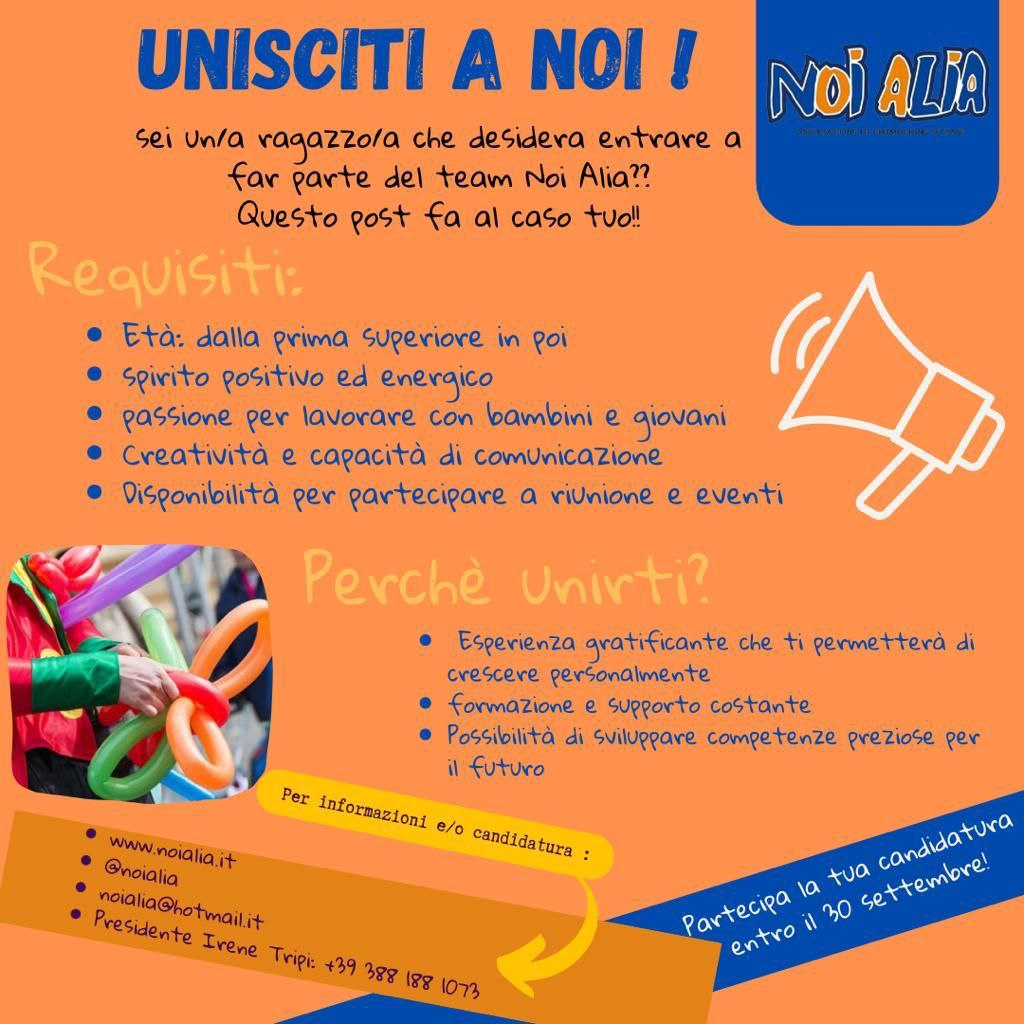 UNISCITI A NOI !
NOI ALIA
sei un/a ragazzo/a che desidera entrare a
far parte del team Noi Alia??
Questo post fa al caso tuo!!
Requisiti:
Età: dalla prima superiore in poi
spirito positivo ed energico
passione per lavorare con bambini e giovani
Creatività e capacità di comunicazione
Disponibilità per partecipare a riunione e eventi
Perchè unirti?
Esperienza gratificante che ti permetterà di
crescere personalmente
formazione e supporto costante
Possibilità di sviluppare competenze preziose per
il futuro
Per informazioni e/o candidatura :
www.noialia.it
@noialia
noialia@hotmail.it
Presidente Irene Tripi: +39 388 188 1073
Partecipa la tua candidatura
entro il 30 settembre!